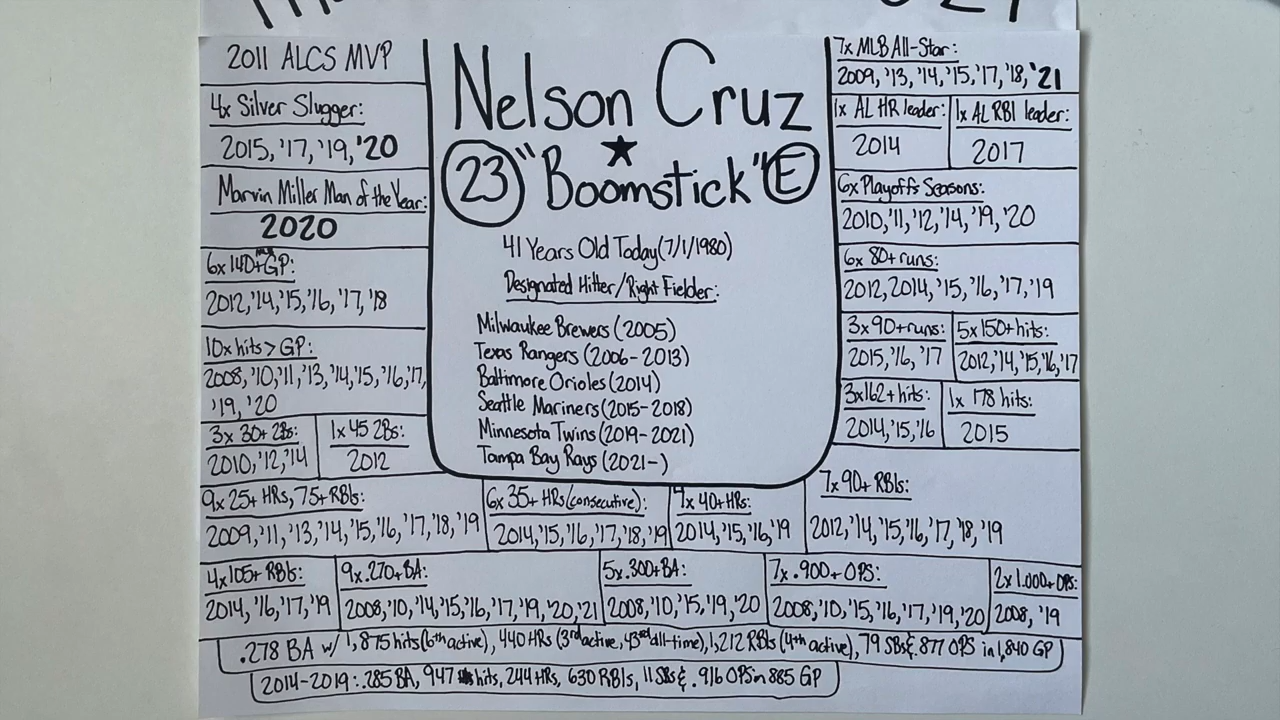 2011 ALCS MVP
4x Silver Slugger:
2015, '17, '19, '20
Marvin Miller Man of the Year:
2020
6x 140+ GP:
2012, '14, '15, '16, '17, '18
10x hits > GP:
2008, '10, '11, '13, '14, '15, '16, '17,
'19, '20
3x 30+ 2Bs:
2010, '12, '14
1x 45 2Bs:
2012
Nelson Cruz
★
23 "Boomstick" E
41 Years Old Today (7/1/1980)
Designated Hitter/Right Fielder:
Milwaukee Brewers (2005)
Texas Rangers (2006-2013)
Baltimore Orioles (2014)
Seattle Mariners (2015-2018)
Minnesota Twins (2019-2021)
Tampa Bay Rays (2021-)
7x MLB All-Star:
2009, '13, '14, '15, '17, '18, '21
1x AL HR leader:
2014
1x AL RBI leader:
2017
6x Playoffs Seasons:
2010, '11, '12, '14, '19, '20
6x 80+ runs:
2012, 2014, '15, '16, '17, '19
3x 90+ runs:
2015, '16, '17
5x 150+ hits:
2012, '14, '15, '16, '17
3x 162+ hits:
2014, '15, '16
1x 178 hits:
2015
9x 25+ HRs, 75+ RBIs:
2009, '11, '13, '14, '15, '16, '17, '18, '19
6x 35+ HRs (consecutive):
2014, '15, '16, '17, '18, '19
4x 40+ HRs:
2014, '15, '16, '19
7x 90+ RBIs:
2012, '14, '15, '16, '17, '18, '19
4x 105+ RBIs:
2014, '16, '17, '19
9x .270+ BA:
2008, '10, '14, '15, '16, '17, '19, '20, '21
5x .300+ BA:
2008, '10, '15, '19, '20
7x .900+ OPS:
2008, '10, '15, '16, '17, '19, '20
2x 1.000+ OPS:
2008, '19
.278 BA w/ 1,875 hits (6th active), 440 HRs (3rd active, 43rd all-time), 1,212 RBIs (4th active), 79 SBs & .877 OPS in 1,840 GP
2014-2019: .285 BA, 947 hits, 244 HRs, 630 RBIs, 11 SBs & .916 OPS in 885 GP